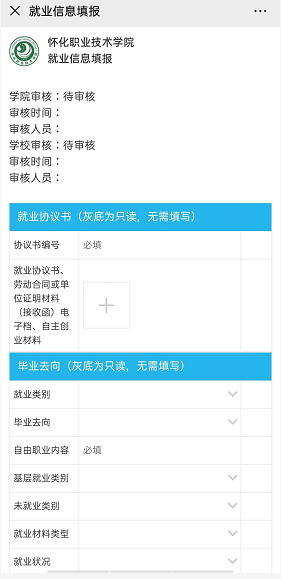 就业信息填报
怀化职业技术学院
就业信息填报
学院审核：待审核
审核时间：
审核人员：
学校审核：待审核
审核时间：
审核人员：
就业协议书（灰底为只读，无需填写）
协议书编号 必填
就业协议书、
劳动合同或单
位证明材料
（接收函）电
子档、自主创
业材料
毕业去向（灰底为只读，无需填写）
就业类别
毕业去向
自由职业内容 必填
基层就业类别
未就业类别
就业材料类型
就业状况